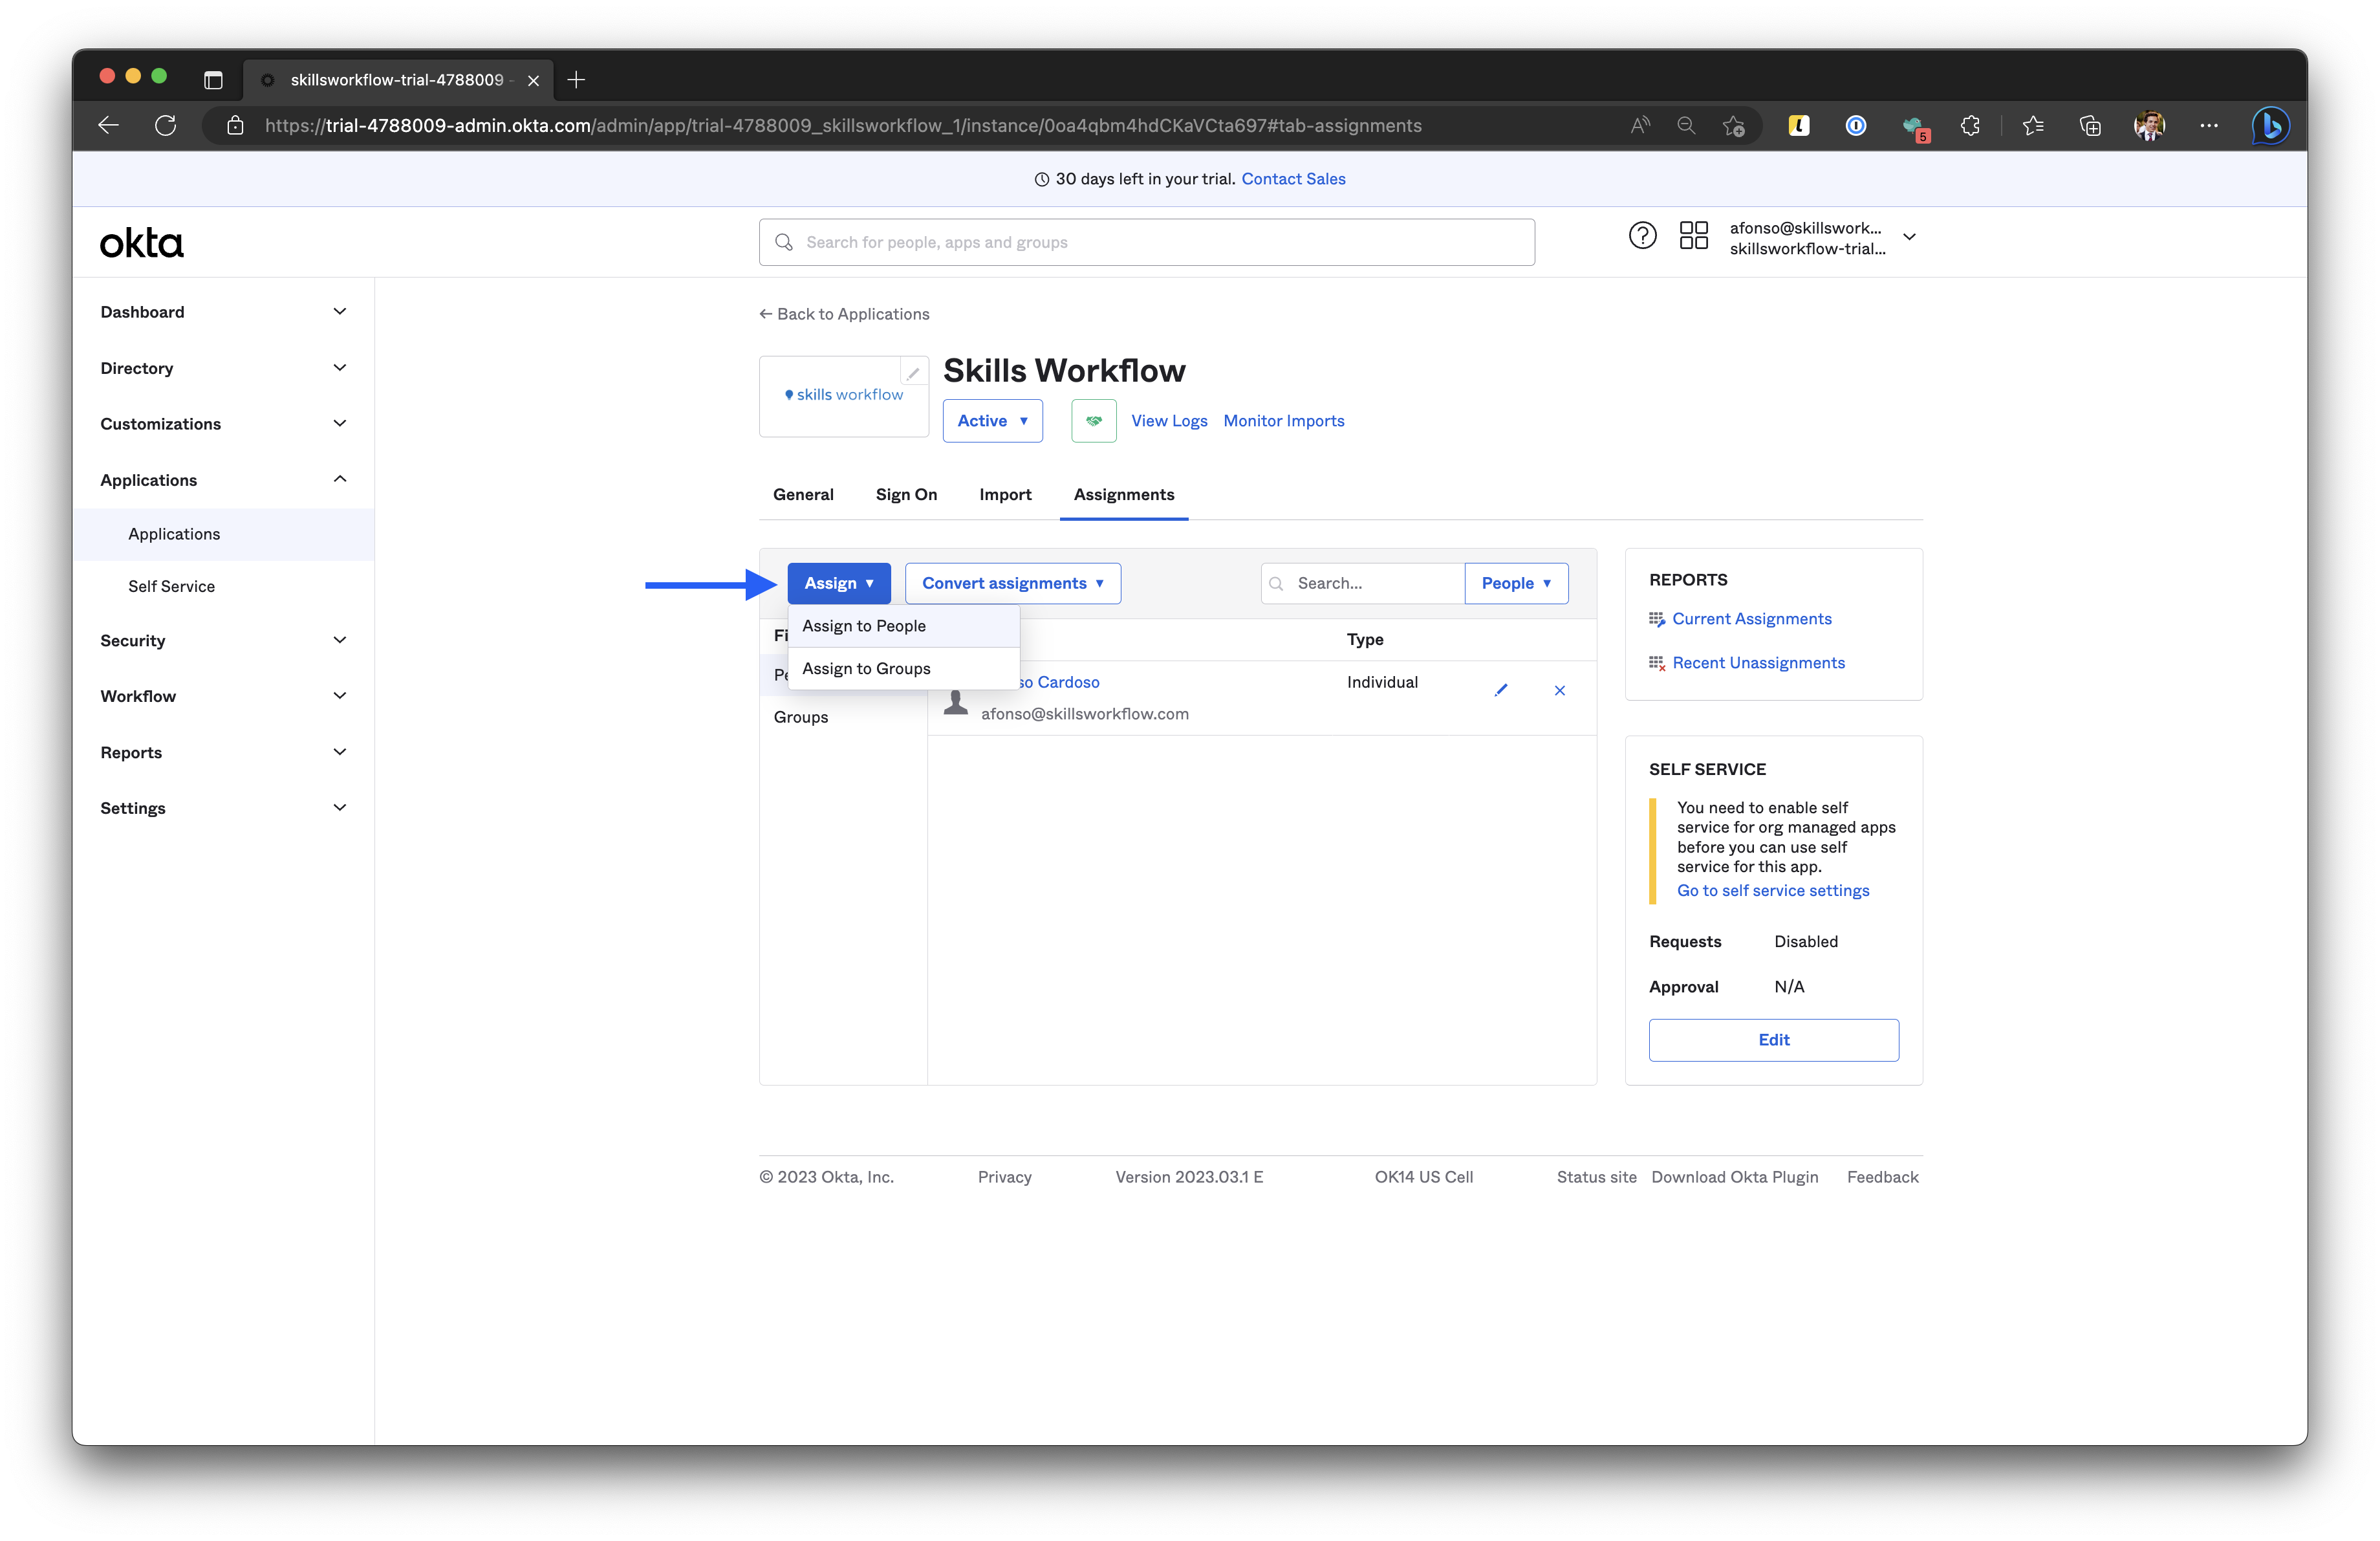 skillsworkflow-trial-4788009 -
https://trial-4788009-admin.okta.com/admin/app/trial-4788009_skillsworkflow_1/instance/0oa4qbm4hdCKaVCta697#tab-assignments
5
30 days left in your trial. Contact Sales
okta
Search for people, apps and groups
afonso@skillswork...
skillsworkflow-trial...
Dashboard
Directory
Customizations
Applications
Applications
Self Service
Security
Workflow
Reports
Settings
← Back to Applications
skills workflow
Skills Workflow
Active
View Logs
Monitor Imports
General
Sign On
Import
Assignments
Assign
Convert assignments
Search...
People
Assign to People
Assign to Groups
Fi
Type
Pe
so Cardoso
Individual
afonso@skillsworkflow.com
Groups
REPORTS
Current Assignments
Recent Unassignments
SELF SERVICE
You need to enable self
service for org managed apps
before you can use self
service for this app.
Go to self service settings
Requests Disabled
Approval N/A
Edit
© 2023 Okta, Inc.
Privacy
Version 2023.03.1 E
OK14 US Cell
Status site
Download Okta Plugin
Feedback